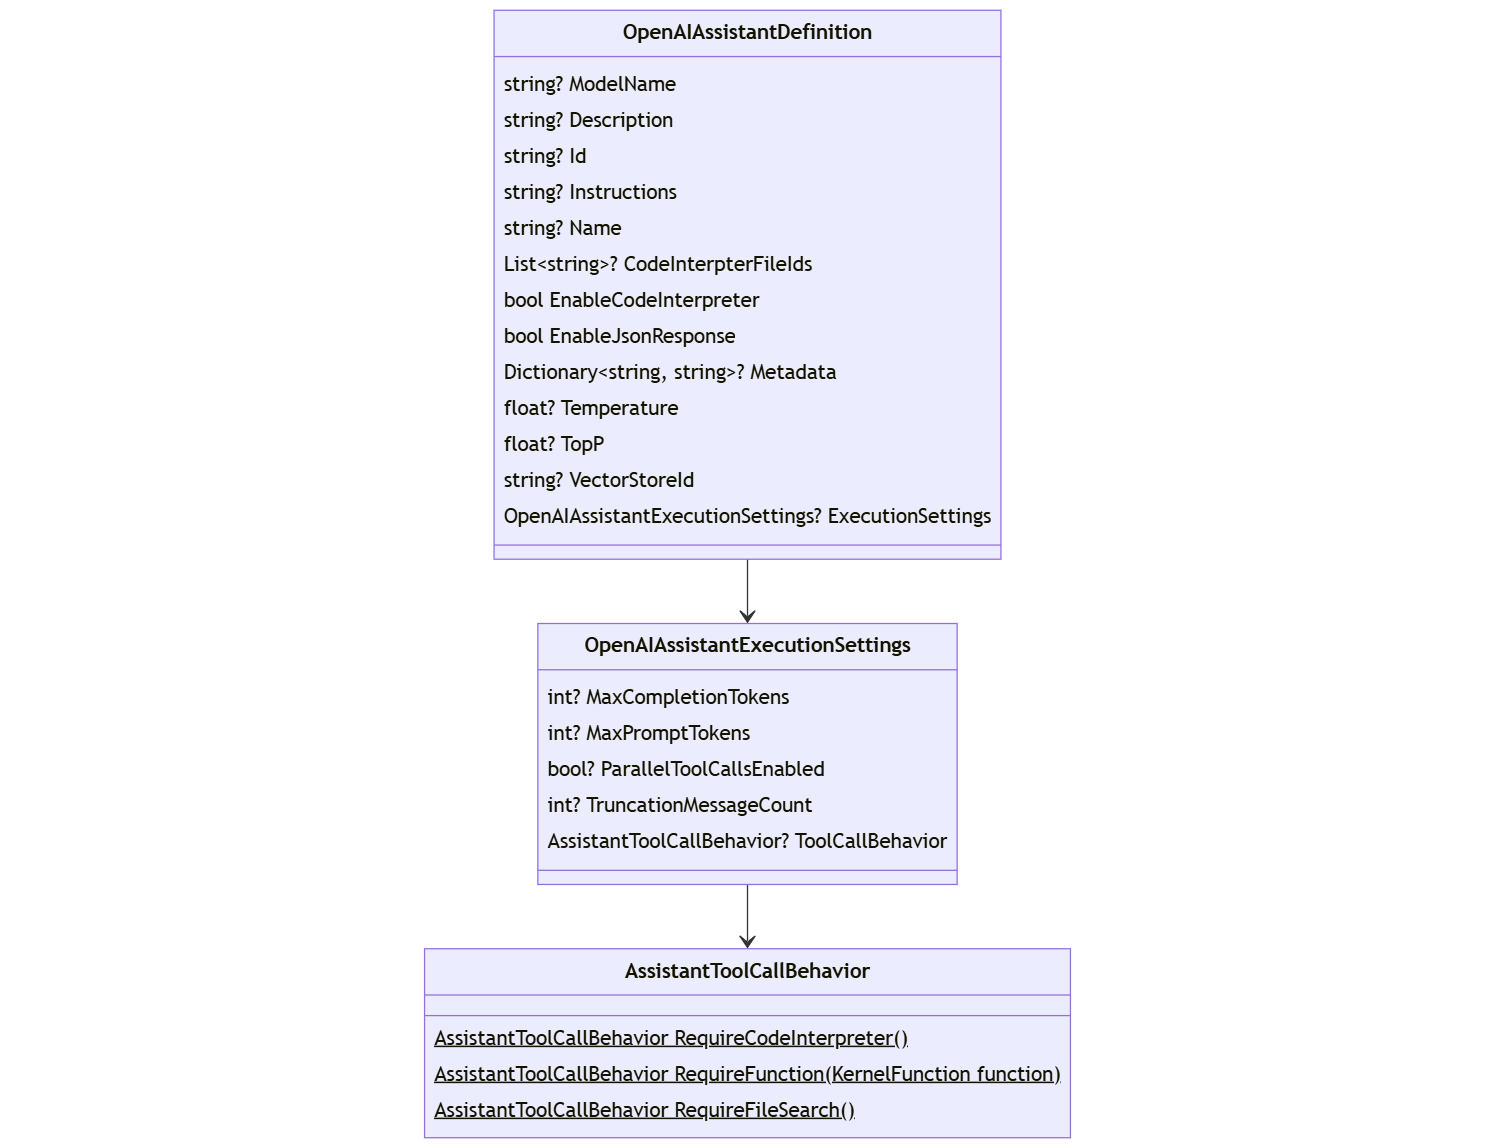 OpenAIAssistantDefinition
string? ModelName
string? Description
string? Id
string? Instructions
string? Name
List<string>? CodeInterpterFileIds
bool EnableCodeInterpreter
bool EnableJsonResponse
Dictionary<string, string>? Metadata
float? Temperature
float? TopP
string? VectorStoreId
OpenAIAssistantExecutionSettings? ExecutionSettings
OpenAIAssistantExecutionSettings
int? MaxCompletionTokens
int? MaxPromptTokens
bool? ParallelToolCallsEnabled
int? TruncationMessageCount
AssistantToolCallBehavior? ToolCallBehavior
AssistantToolCallBehavior
AssistantToolCallBehavior RequireCodeInterpreter()
AssistantToolCallBehavior RequireFunction(KernelFunction function)
AssistantToolCallBehavior RequireFileSearch()